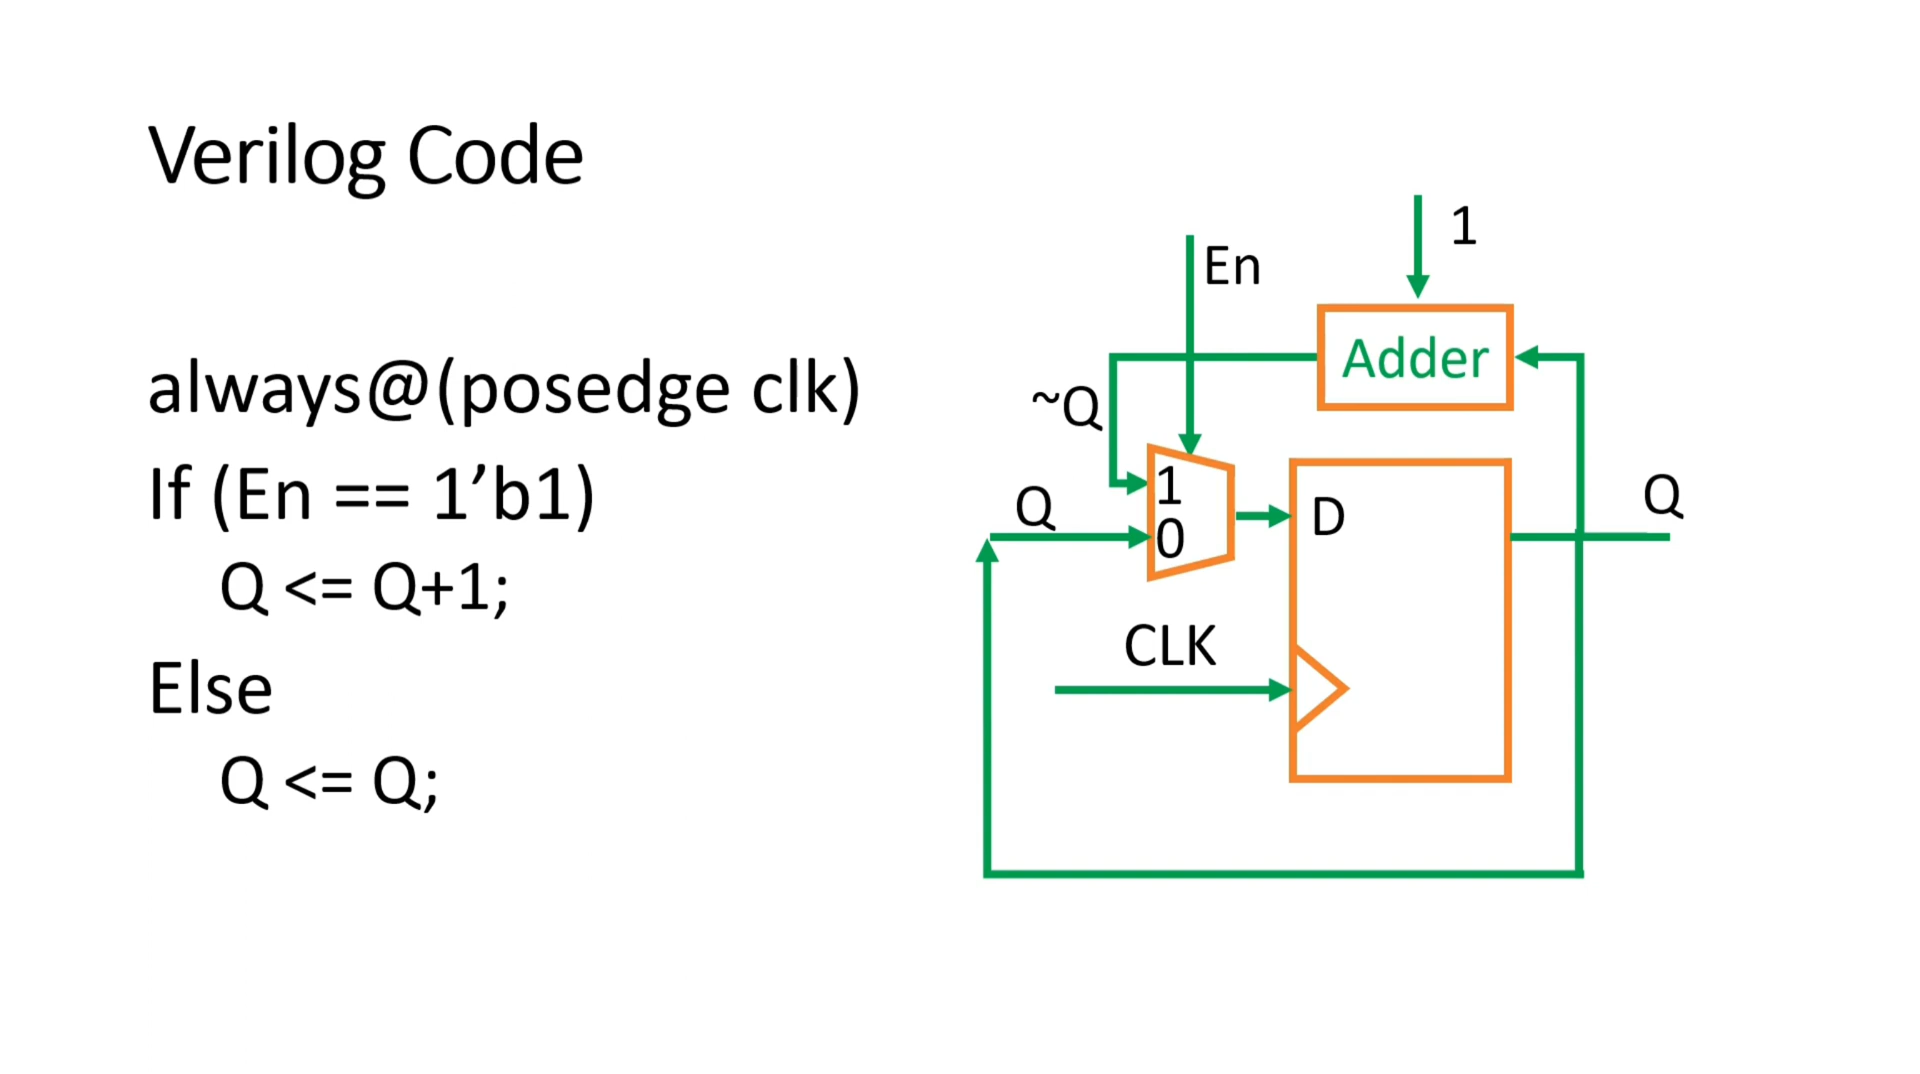 Verilog Code
always@(posedge clk)
If (En == 1’b1)
Q <= Q+1;
Else
Q <= Q;
1
En
Adder
~Q
1
Q
Q
D
0
CLK